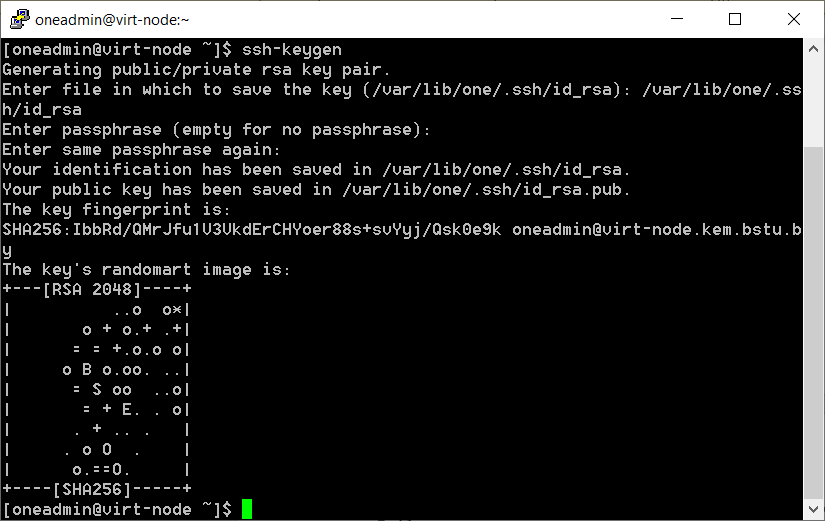 oneadmin@virt-node:~
[oneadmin@virt-node ~]$ ssh-keygen
Generating public/private rsa key pair.
Enter file in which to save the key (/var/lib/one/.ssh/id_rsa): /var/lib/one/.ss
h/id_rsa
Enter passphrase (empty for no passphrase):
Enter same passphrase again:
Your identification has been saved in /var/lib/one/.ssh/id_rsa.
Your public key has been saved in /var/lib/one/.ssh/id_rsa.pub.
The key fingerprint is:
SHA256:IbbRd/QMrJfu1V3VkdErCHYoer88s+svYyj/Qsk0e9k oneadmin@virt-node.kem.bstu.b
y
The key's randomart image is:
+---[RSA 2048]----+
|          ..o  o*|
|       o + o.+ .+|
|      = = +.o.o o|
|     o B o.oo. ..|
|      = S oo  ..o|
|       = + E. . o|
|      . + .. .   |
|     . o O  .    |
|      o.==O.     |
+----[SHA256]-----+
[oneadmin@virt-node ~]$